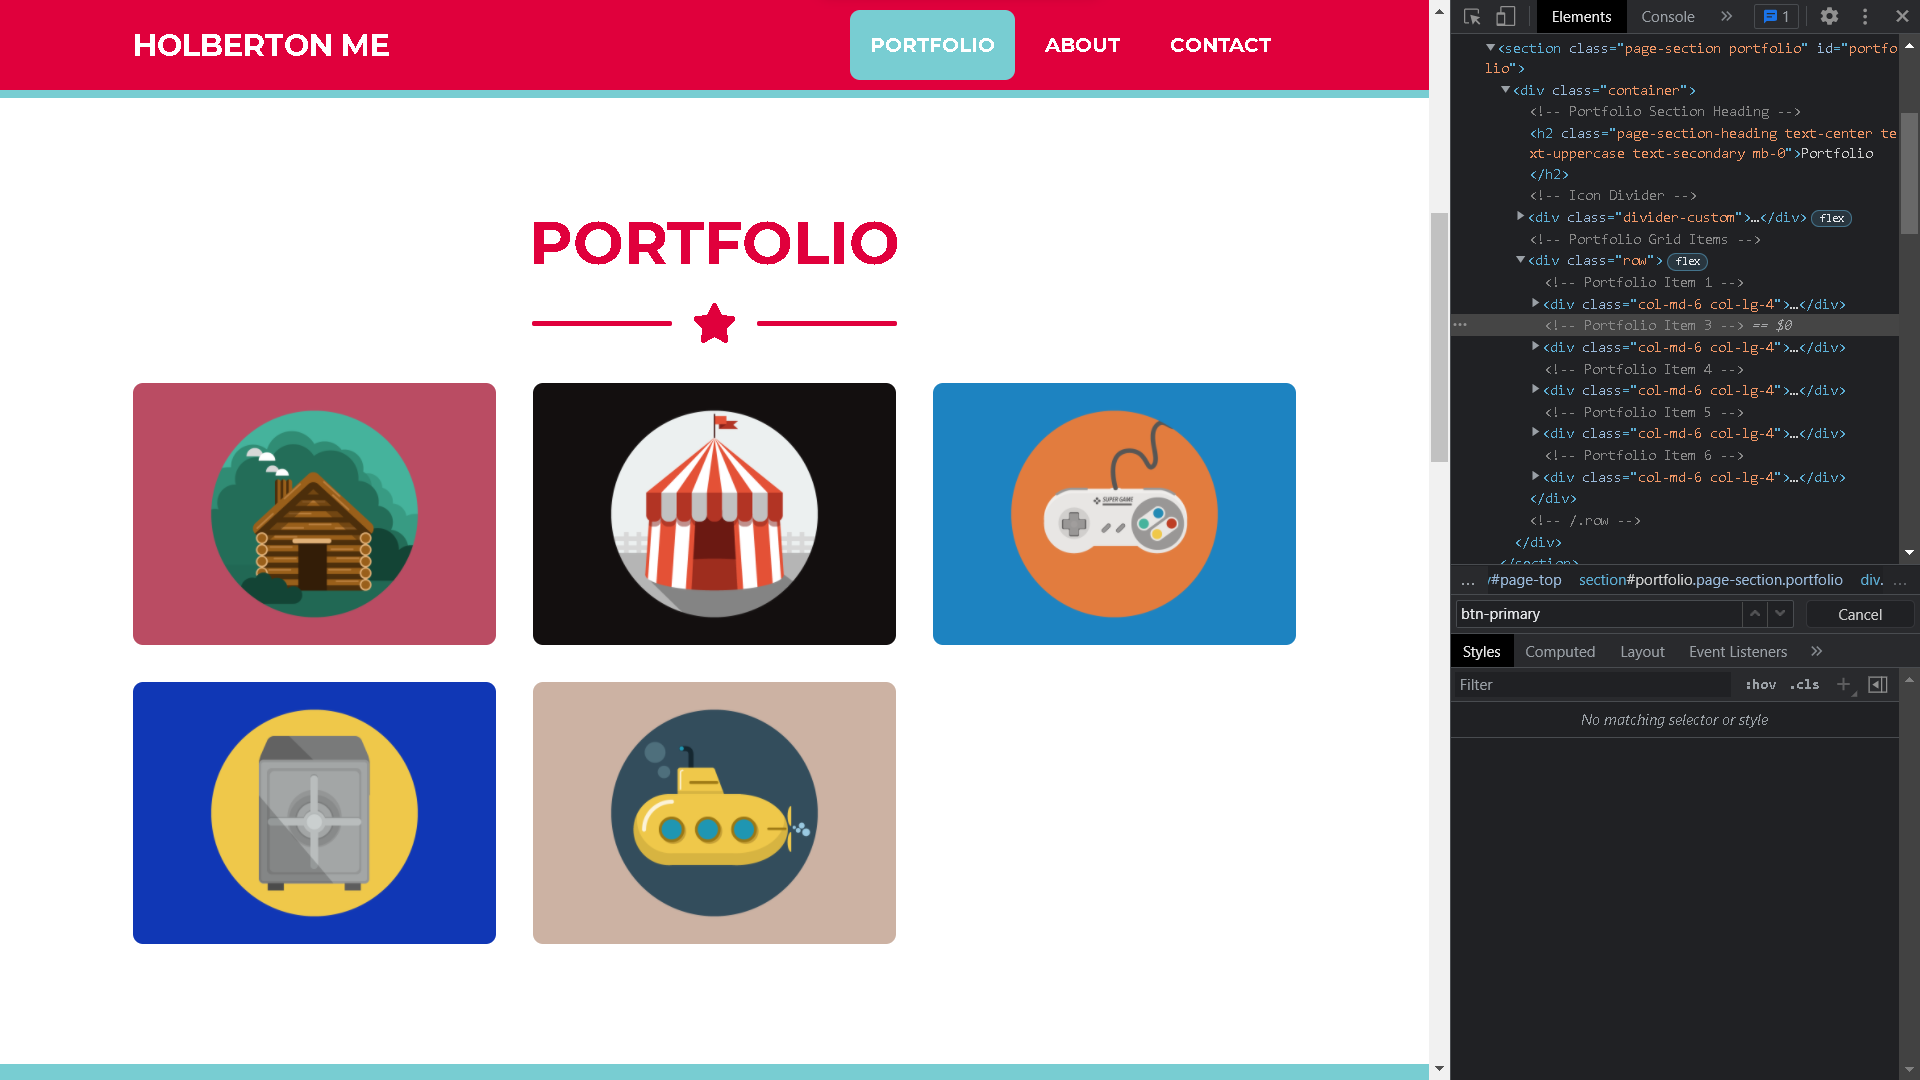 HOLBERTON ME
PORTFOLIO ABOUT CONTACT
PORTFOLIO
SUPER GAME
Elements Console » 1
<section class="page-section portfolio" id="portfo
lio">
<div class="container">
<!-- Portfolio Section Heading -->
<h2 class="page-section-heading text-center te
xt-uppercase text-secondary mb-0">Portfolio
</h2>
<!-- Icon Divider -->
<div class="divider-custom">…</div> flex
<!-- Portfolio Grid Items -->
<div class="row"> flex
<!-- Portfolio Item 1 -->
<div class="col-md-6 col-lg-4">…</div>
<!-- Portfolio Item 3 --> == $0
<div class="col-md-6 col-lg-4">…</div>
<!-- Portfolio Item 4 -->
<div class="col-md-6 col-lg-4">…</div>
<!-- Portfolio Item 5 -->
<div class="col-md-6 col-lg-4">…</div>
<!-- Portfolio Item 6 -->
<div class="col-md-6 col-lg-4">…</div>
</div>
<!-- /.row -->
</div>
</section>
... #page-top section#portfolio.page-section.portfolio div. ...
btn-primary Cancel
Styles Computed Layout Event Listeners »
Filter :hov .cls +
No matching selector or style